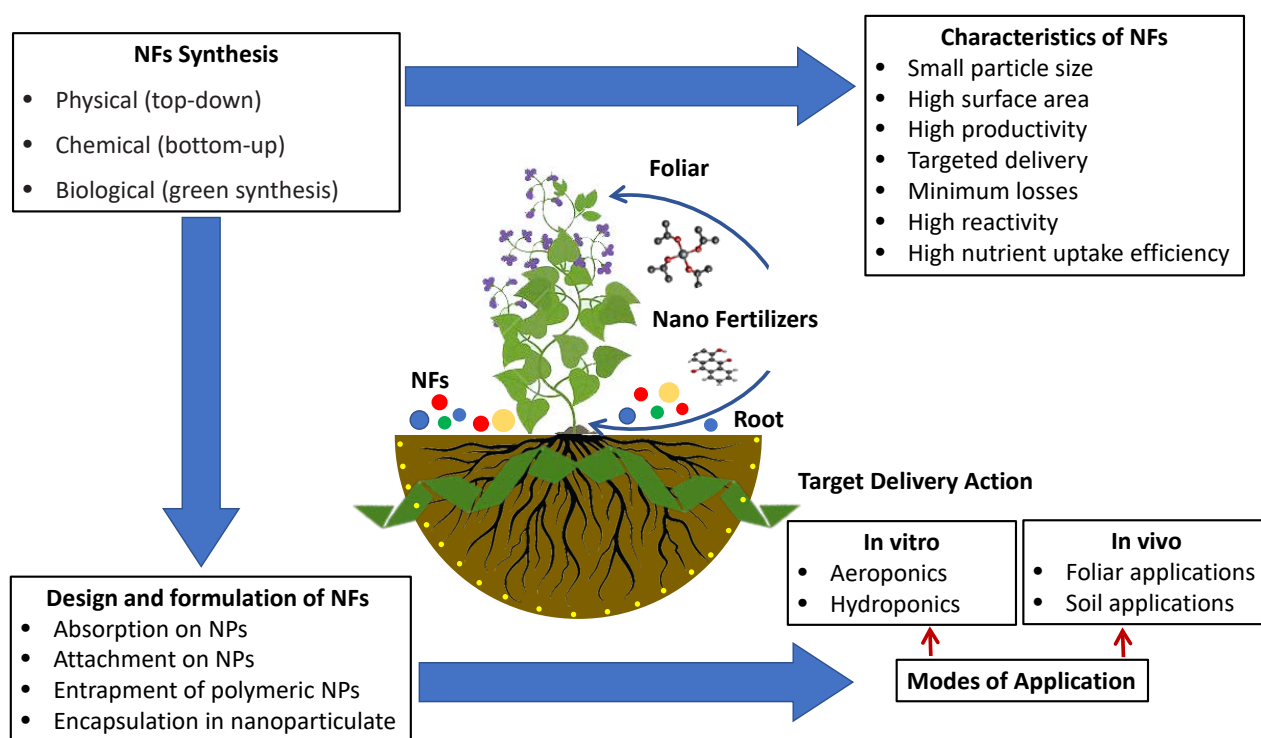 NFs Synthesis
• Physical (top-down)
• Chemical (bottom-up)
• Biological (green synthesis)
Characteristics of NFs
• Small particle size
• High surface area
• High productivity
• Targeted delivery
• Minimum losses
• High reactivity
• High nutrient uptake efficiency
Foliar
Nano Fertilizers
NFs
Root
Target Delivery Action
In vitro
• Aeroponics
• Hydroponics
In vivo
• Foliar applications
• Soil applications
Modes of Application
Design and formulation of NFs
• Absorption on NPs
• Attachment on NPs
• Entrapment of polymeric NPs
• Encapsulation in nanoparticulate